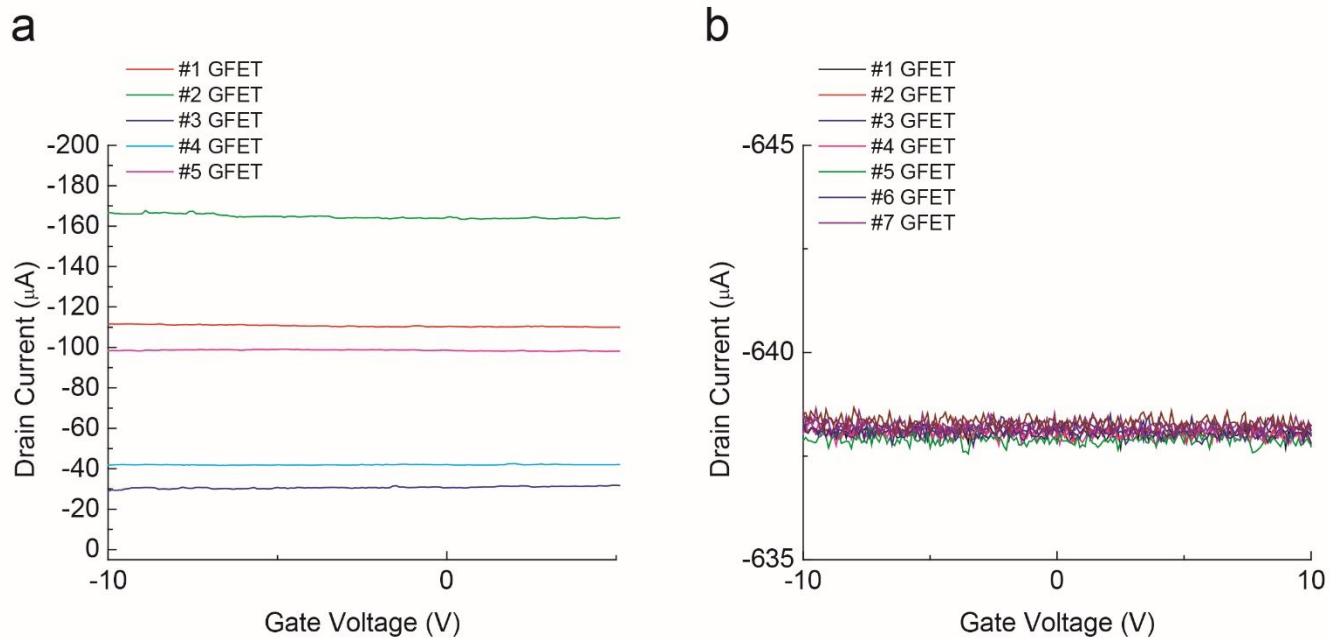 a
#1 GFET
#2 GFET
#3 GFET
#4 GFET
#5 GFET
-200
-180
-160
-140
-120
-100
-80
-60
-40
-20
0
Drain Current (μA)
-10
0
Gate Voltage (V)
b
#1 GFET
#2 GFET
#3 GFET
#4 GFET
#5 GFET
#6 GFET
#7 GFET
-645
-640
-635
Drain Current (μA)
-10
0
10
Gate Voltage (V)